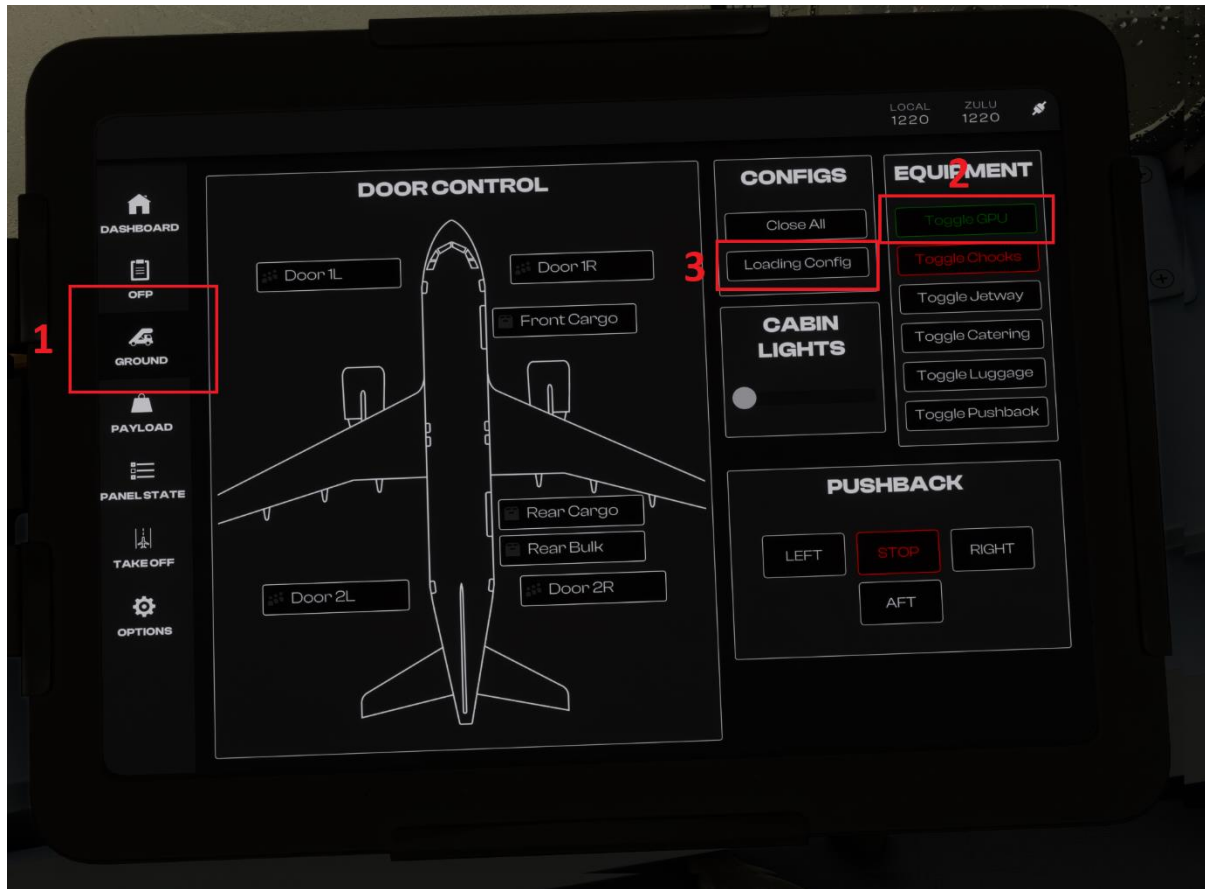 LOCAL ZULU
1220 1220
DASHBOARD
OFP
1
GROUND
PAYLOAD
PANEL STATE
TAKE OFF
OPTIONS
DOOR CONTROL
Door 1L
Door 1R
Front Cargo
Rear Cargo
Rear Bulk
Door 2L
Door 2R
CONFIGS
Close All
3
Loading Config
CABIN
LIGHTS
EQUIPMENT
2
Toggle GPU
Toggle Chocks
Toggle Jetway
Toggle Catering
Toggle Luggage
Toggle Pushback
PUSHBACK
LEFT STOP RIGHT
AFT